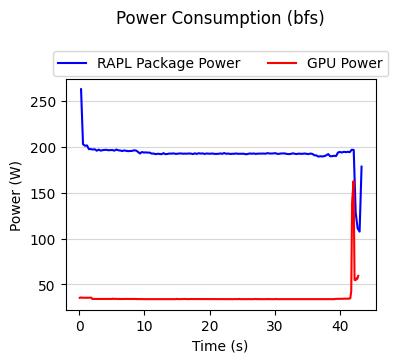 Power Consumption (bfs)
RAPL Package Power
GPU Power
250
200
150
100
50
Power (W)
0
10
20
30
40
Time (s)